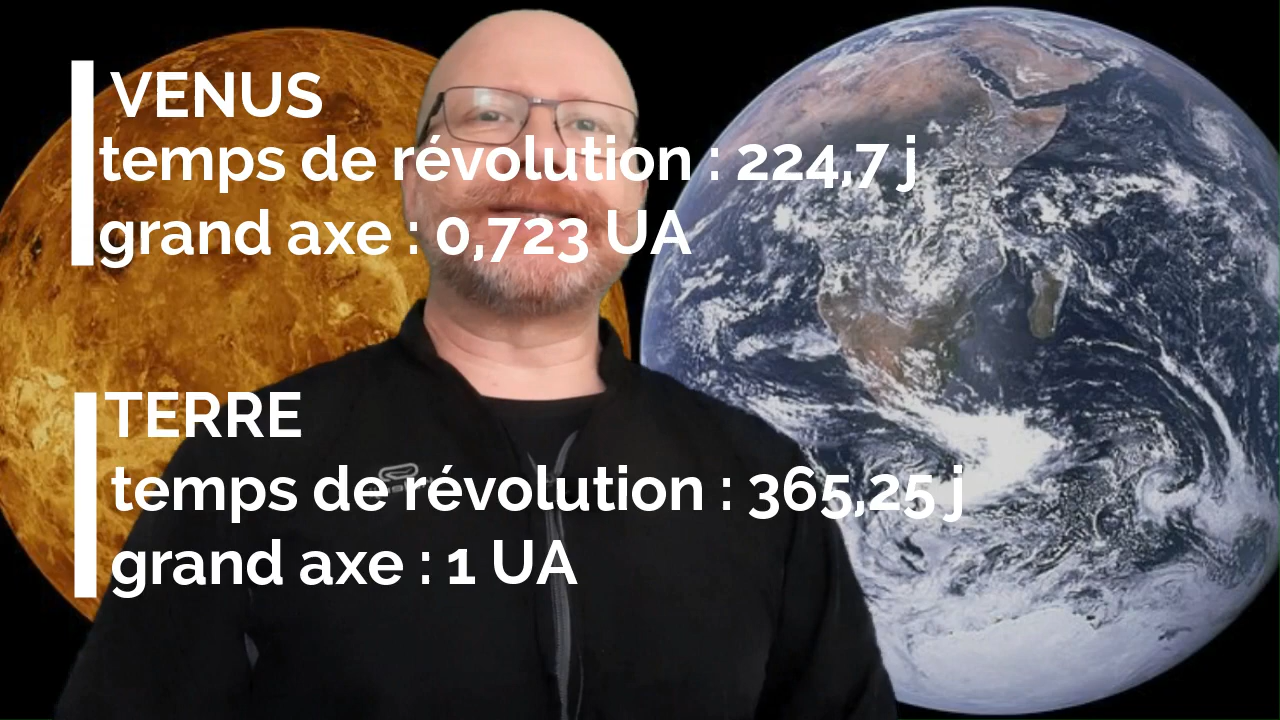 VENUS
temps de révolution : 224,7 j
grand axe : 0,723 UA
TERRE
temps de révolution : 365,25 j
grand axe : 1 UA